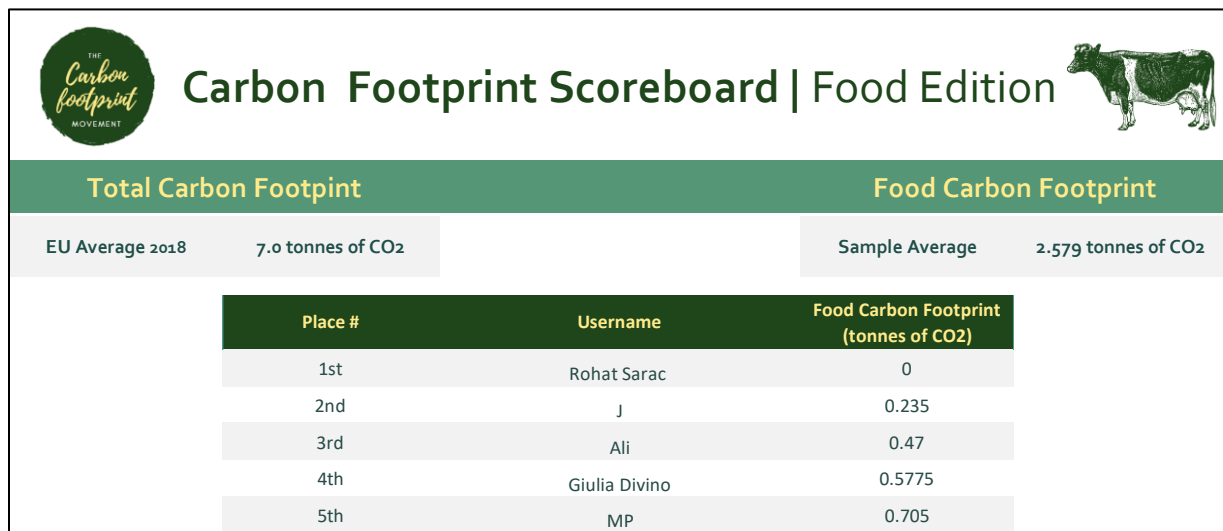 THE
Carbon
footprint
MOVEMENT
Carbon Footprint Scoreboard | Food Edition
Total Carbon Footpint Food Carbon Footprint
EU Average 2018 7.0 tonnes of CO2 Sample Average 2.579 tonnes of CO2
Place # Username Food Carbon Footprint
(tonnes of CO2)
1st Rohat Sarac 0
2nd J 0.235
3rd Ali 0.47
4th Giulia Divino 0.5775
5th MP 0.705